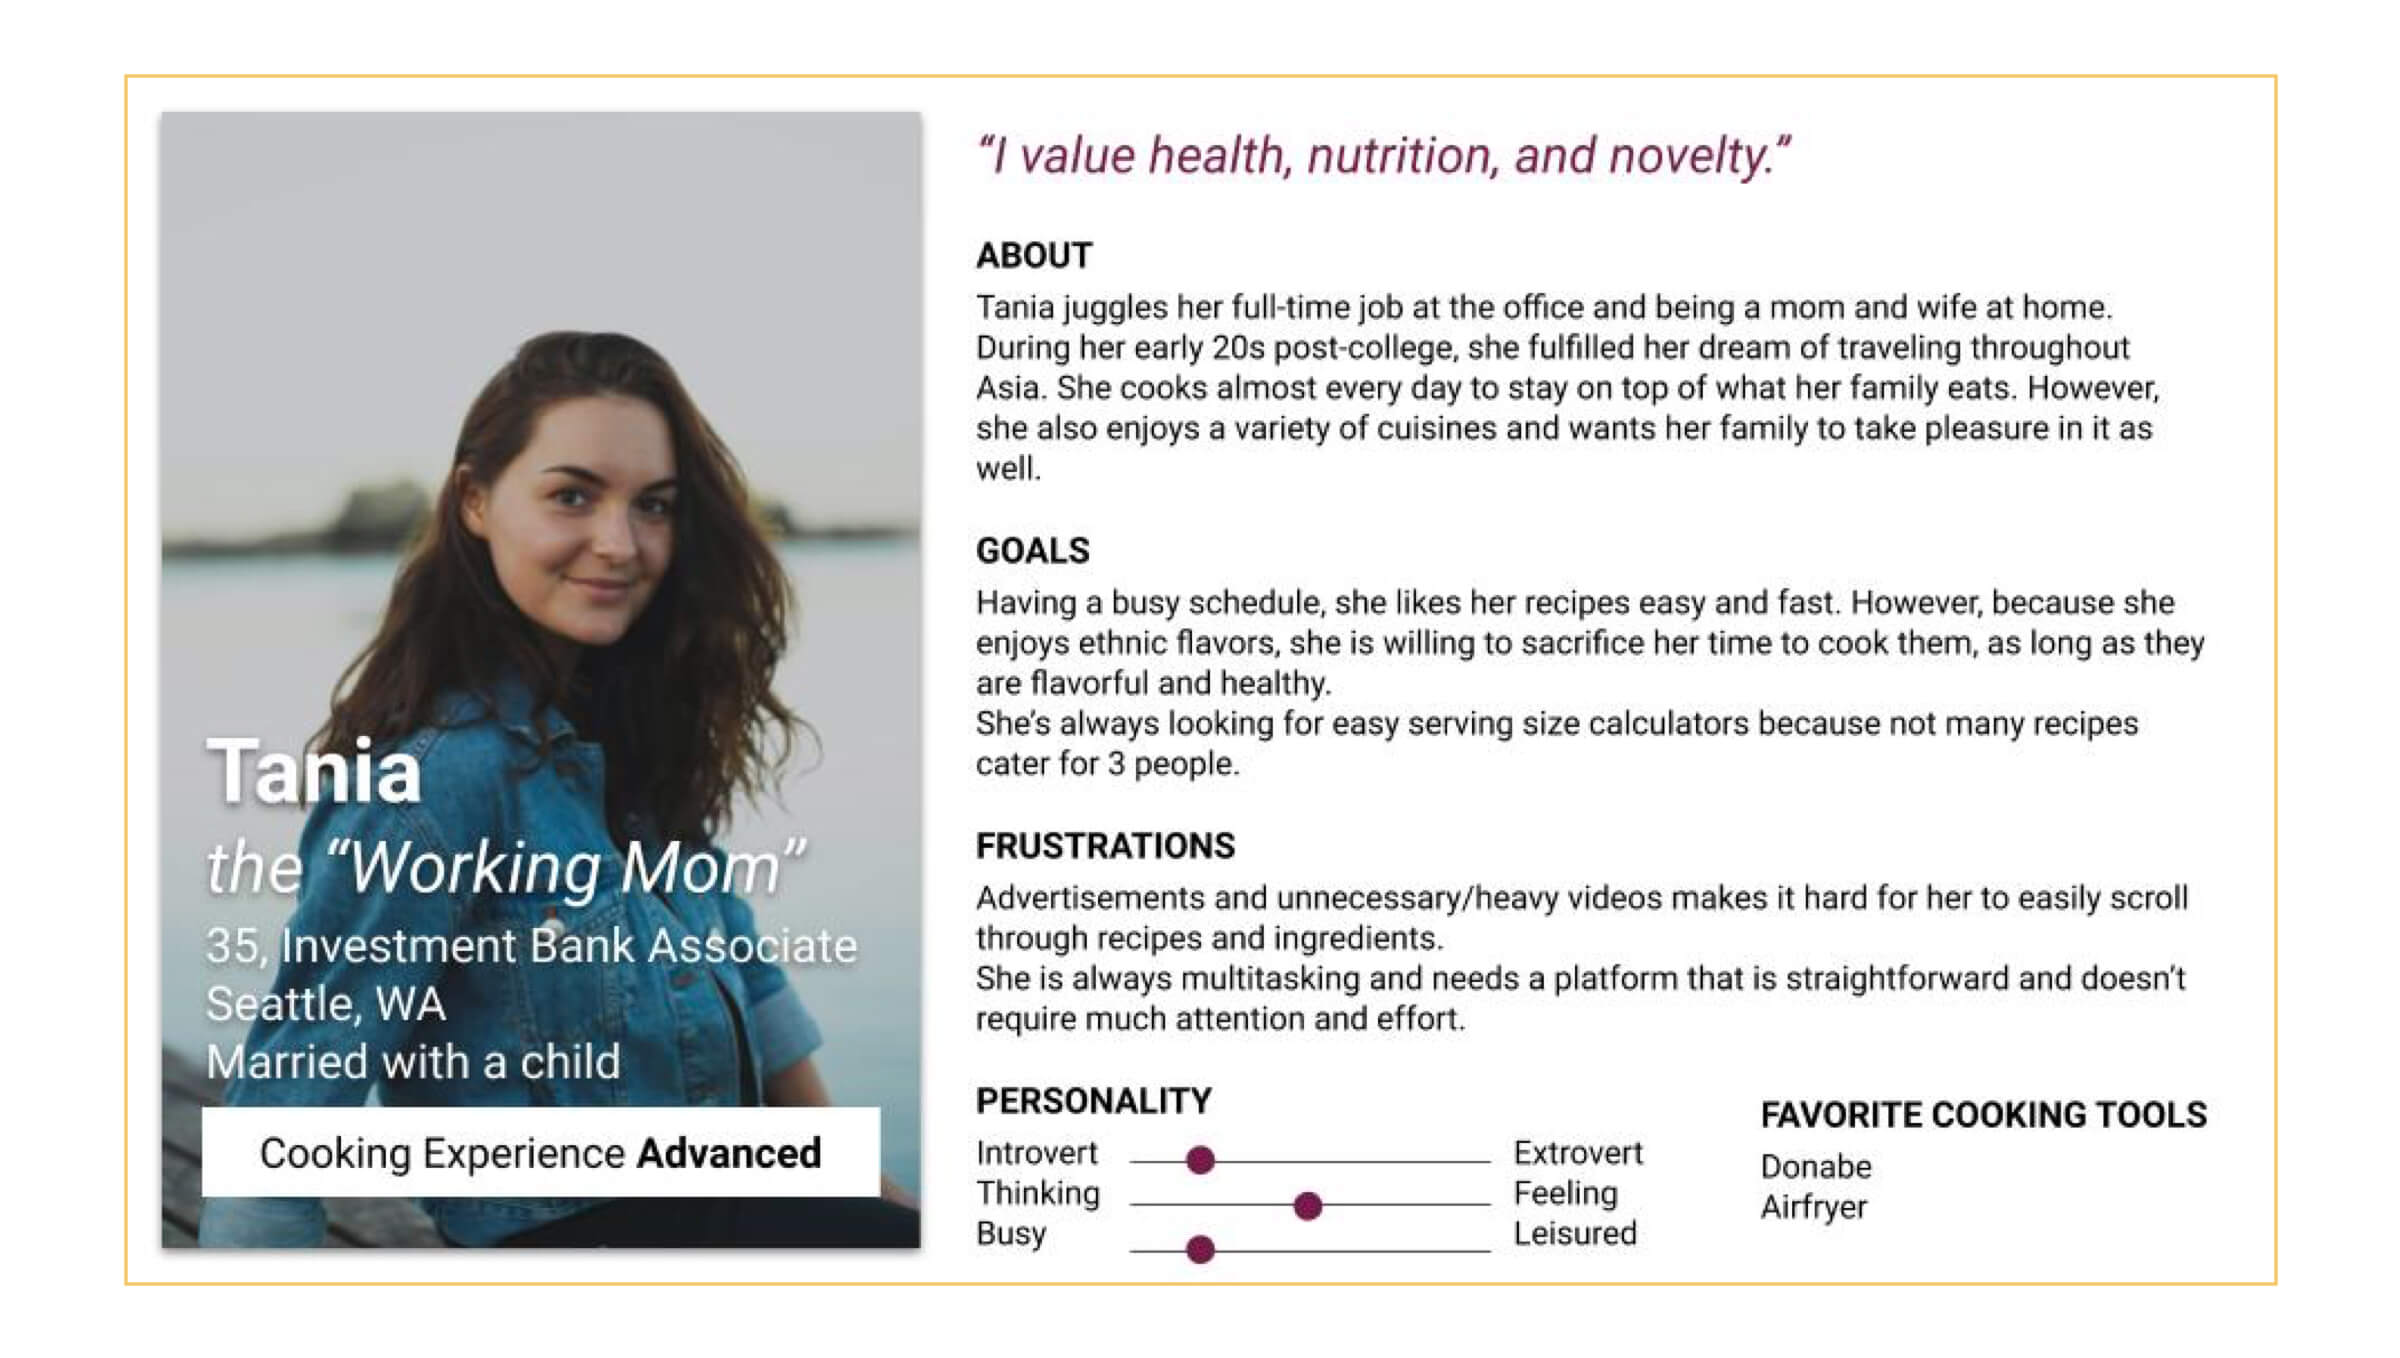 Tania
the “Working Mom”
35, Investment Bank Associate
Seattle, WA
Married with a child
Cooking Experience Advanced
“I value health, nutrition, and novelty.”
ABOUT
Tania juggles her full-time job at the office and being a mom and wife at home.
During her early 20s post-college, she fulfilled her dream of traveling throughout
Asia. She cooks almost every day to stay on top of what her family eats. However,
she also enjoys a variety of cuisines and wants her family to take pleasure in it as
well.
GOALS
Having a busy schedule, she likes her recipes easy and fast. However, because she
enjoys ethnic flavors, she is willing to sacrifice her time to cook them, as long as they
are flavorful and healthy.
She’s always looking for easy serving size calculators because not many recipes
cater for 3 people.
FRUSTRATIONS
Advertisements and unnecessary/heavy videos makes it hard for her to easily scroll
through recipes and ingredients.
She is always multitasking and needs a platform that is straightforward and doesn’t
require much attention and effort.
PERSONALITY
Introvert Extrovert
Thinking Feeling
Busy Leisured
FAVORITE COOKING TOOLS
Donabe
Airfryer